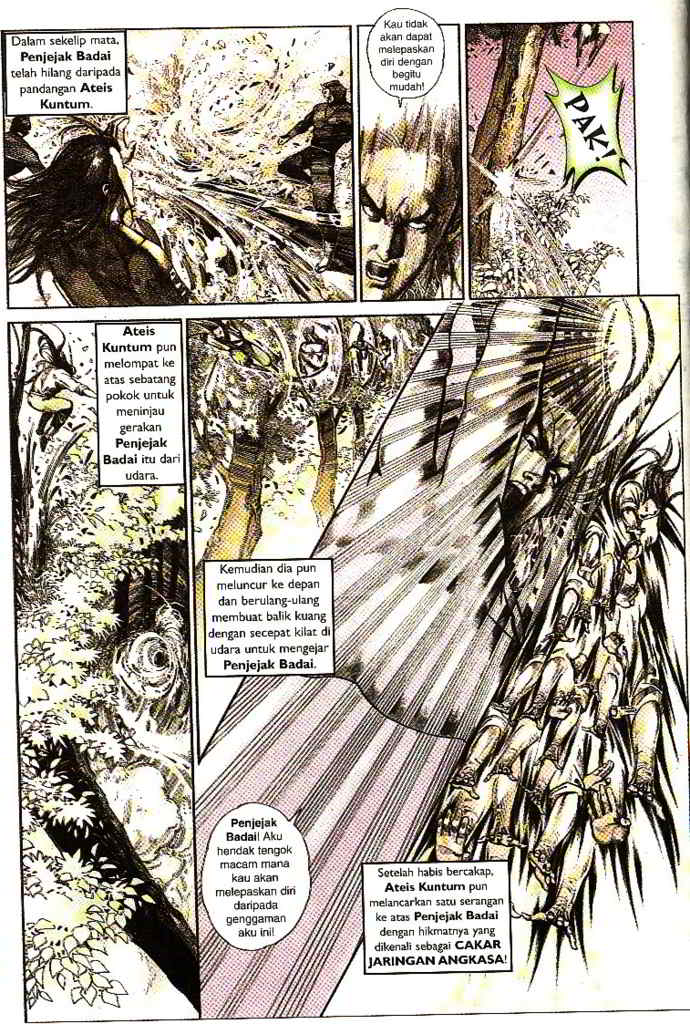 Dalam sekelip mata,
Penjejak Badai
telah hilang daripada
pandangan Ateis
Kuntum.
Kau tidak
akan dapat
melepaskan
diri dengan
begitu
mudah!
PAK!
Ateis
Kuntum pun
melompat ke
atas sebatang
pokok untuk
meninjau
gerakan
Penjejak
Badai itu dari
udara.
Kemudian dia pun
meluncur ke depan
dan berulang-ulang
membuat balik kuang
dengan secepat kilat di
udara untuk mengejar
Penjejak Badai.
Penjejak
Badai! Aku
hendak tengok
macam mana
kau akan
melepaskan diri
daripada
genggaman
aku ini!
Setelah habis bercakap,
Ateis Kuntum pun
melancarkan satu serangan
ke atas Penjejak Badai
dengan hikmatnya yang
dikenali sebagai CAKAR
JARINGAN ANGKASA!